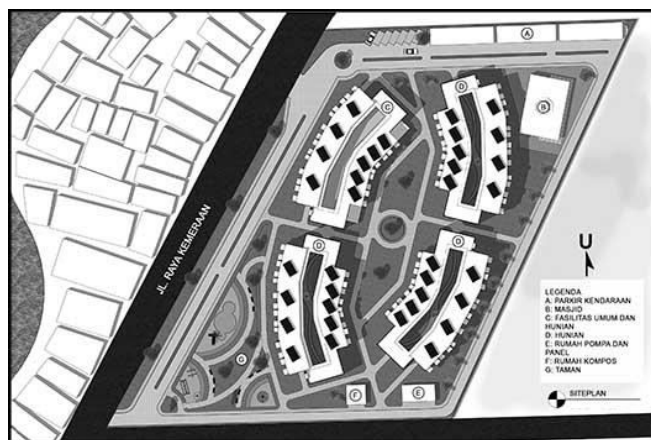 A
C
D
B
JL. RAYA KEMERAAN
D
D
G
F
E
U
LEGENDA
A: PARKIR KENDARAAN
B: MASJID
C: FASILITAS UMUM DAN
HUNIAN
D: HUNIAN
E: RUMAH POMPA DAN
PANEL
F: RUMAH KOMPOS
G: TAMAN
SITEPLAN